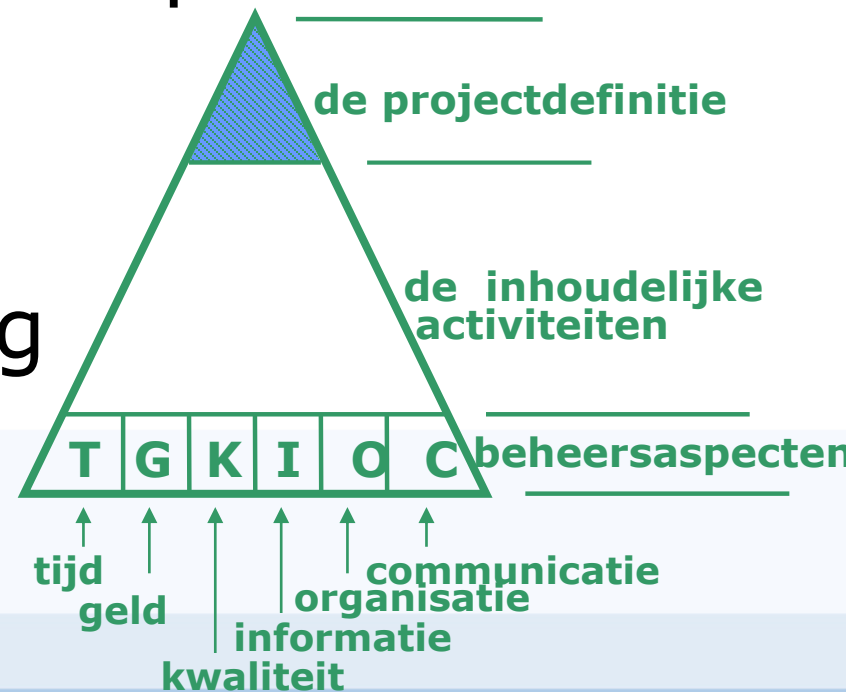 de projectdefinitie
de inhoudelijke
activiteiten
g
T G K I O C
beheersaspecten
tijd
communicatie
geld
organisatie
informatie
kwaliteit